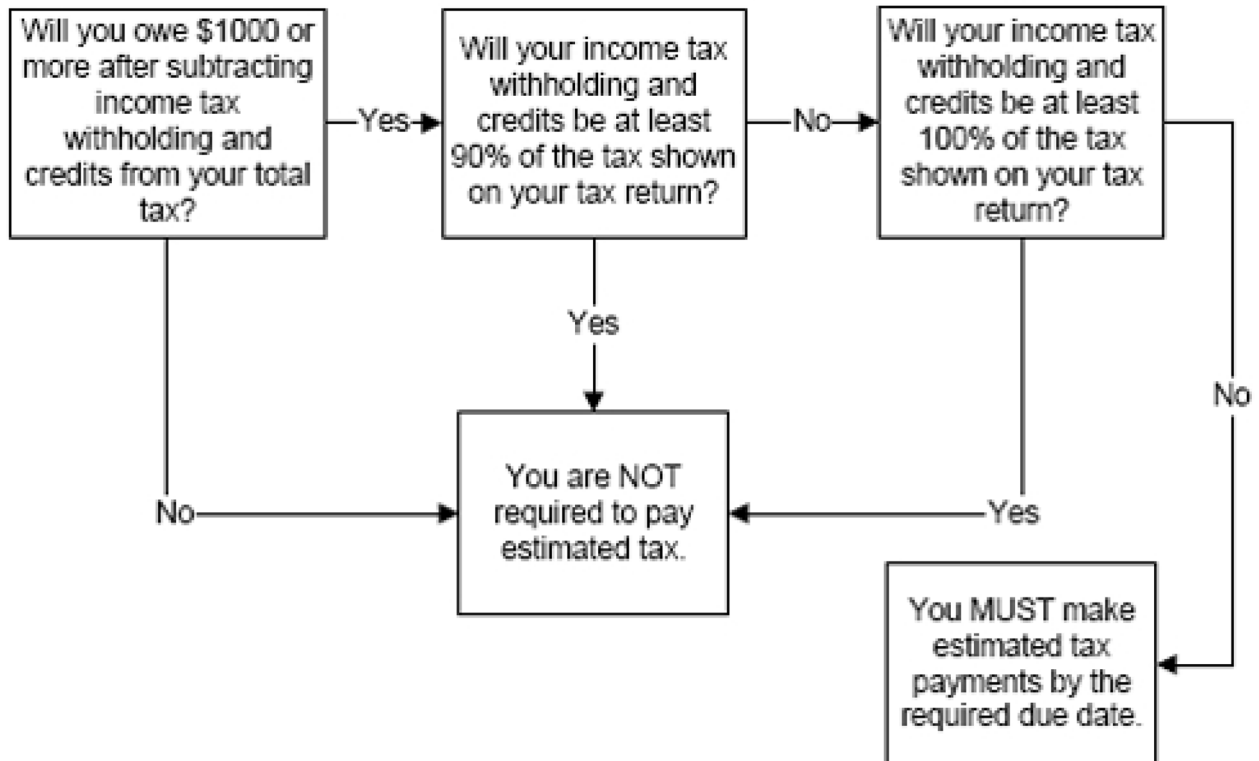 Will you owe $1000 or
more after subtracting
income tax
withholding and
credits from your total
tax?
Yes
Will your income tax
withholding and
credits be at least
90% of the tax shown
on your tax return?
No
Will your income tax
withholding and
credits be at least
100% of the tax
shown on your tax
return?
Yes
No
No
You are NOT
required to pay
estimated tax.
Yes
You MUST make
estimated tax
payments by the
required due date.